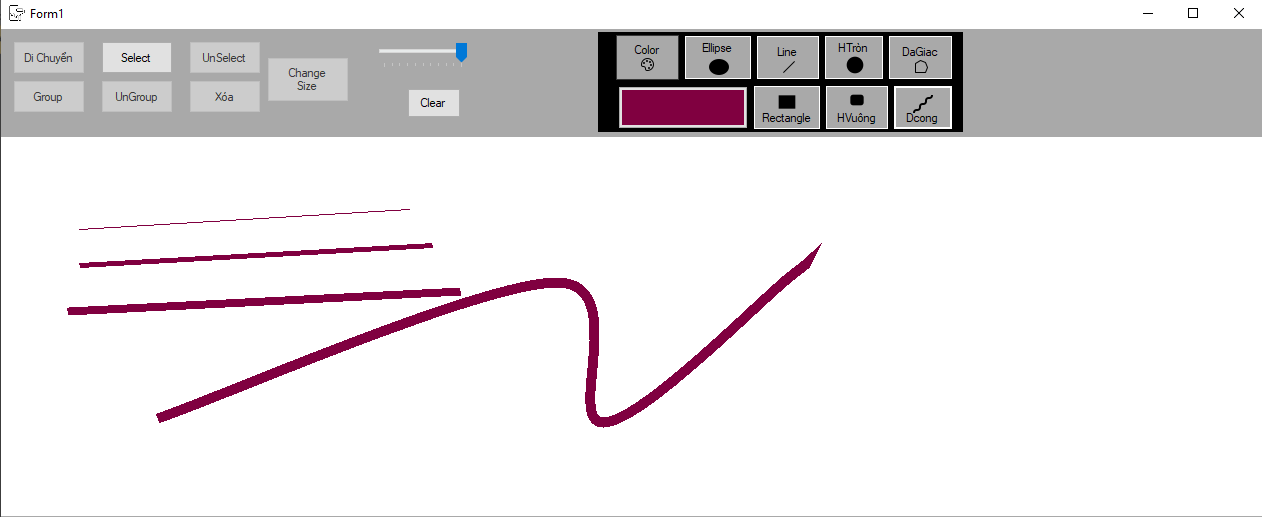 Form1
Di Chuyển
Select
UnSelect
Change
Size
Group
UnGroup
Xóa
Clear
Color
Ellipse
Line
HTròn
DaGiac
Rectangle
HVuông
Dcong